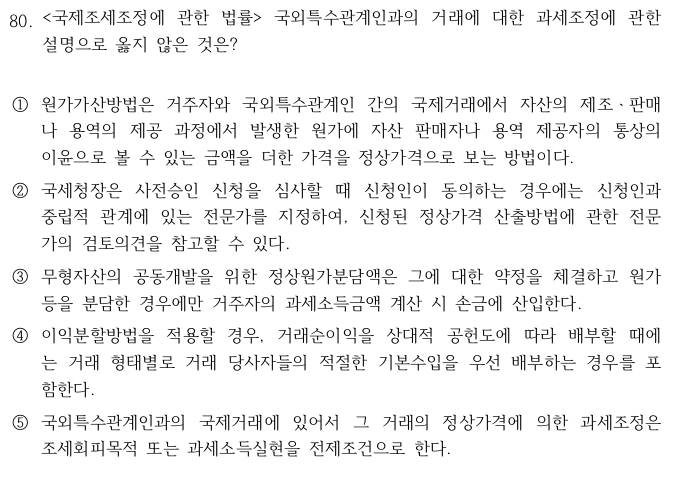 80. <국제조세조정에 관한 법률> 국외특수관계인과의 거래에 대한 과세조정에 관한
설명으로 옳지 않은 것은?
① 원가가산방법은 거주자와 국외특수관계인 간의 국제거래에서 자산의 제조ㆍ판매
나 용역의 제공 과정에서 발생한 원가에 자산 판매자나 용역 제공자의 통상의
이윤으로 볼 수 있는 금액을 더한 가격을 정상가격으로 보는 방법이다.
② 국세청장은 사전승인 신청을 심사할 때 신청인이 동의하는 경우에는 신청인과
중립적 관계에 있는 전문가를 지정하여, 신청된 정상가격 산출방법에 관한 전문
가의 검토의견을 참고할 수 있다.
③ 무형자산의 공동개발을 위한 정상원가분담액은 그에 대한 약정을 체결하고 원가
등을 분담한 경우에만 거주자의 과세소득금액 계산 시 손금에 산입한다.
④ 이익분할방법을 적용할 경우, 거래순이익을 상대적 공헌도에 따라 배부할 때에
는 거래 형태별로 거래 당사자들의 적절한 기본수입을 우선 배부하는 경우를 포
함한다.
⑤ 국외특수관계인과의 국제거래에 있어서 그 거래의 정상가격에 의한 과세조정은
조세회피목적 또는 과세소득실현을 전제조건으로 한다.